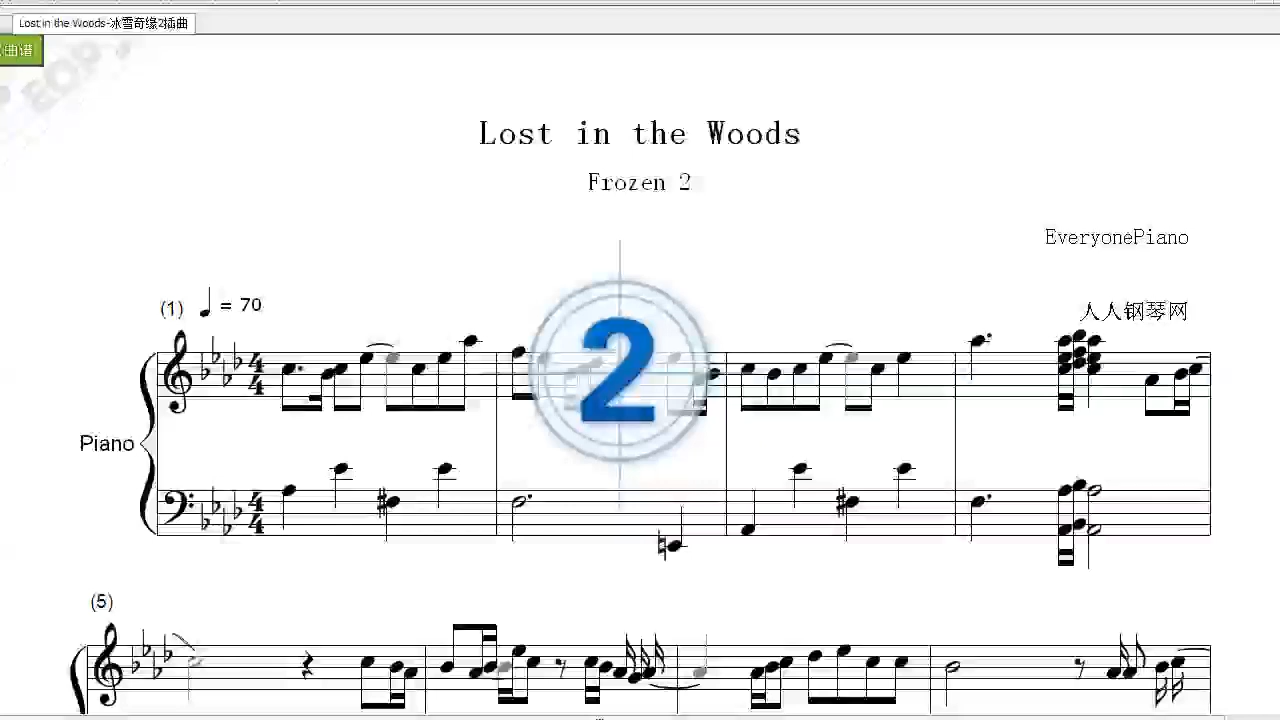 Lost in the Woods-冰雪奇缘2插曲
曲谱
EOP
Lost in the Woods
Frozen 2
EveryonePiano
(1) = 70
人人钢琴网
4
4
2
Piano
4
4
(5)